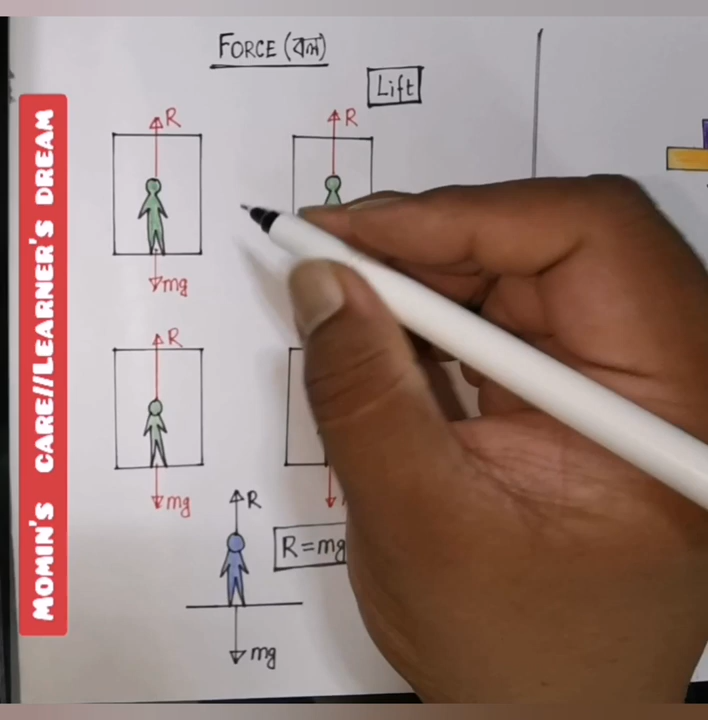 FORCE (বল)
Lift
R
R
mg
R
mg
R
R=mg
mg
MOMIN'S CARE//LEARNER'S DREAM